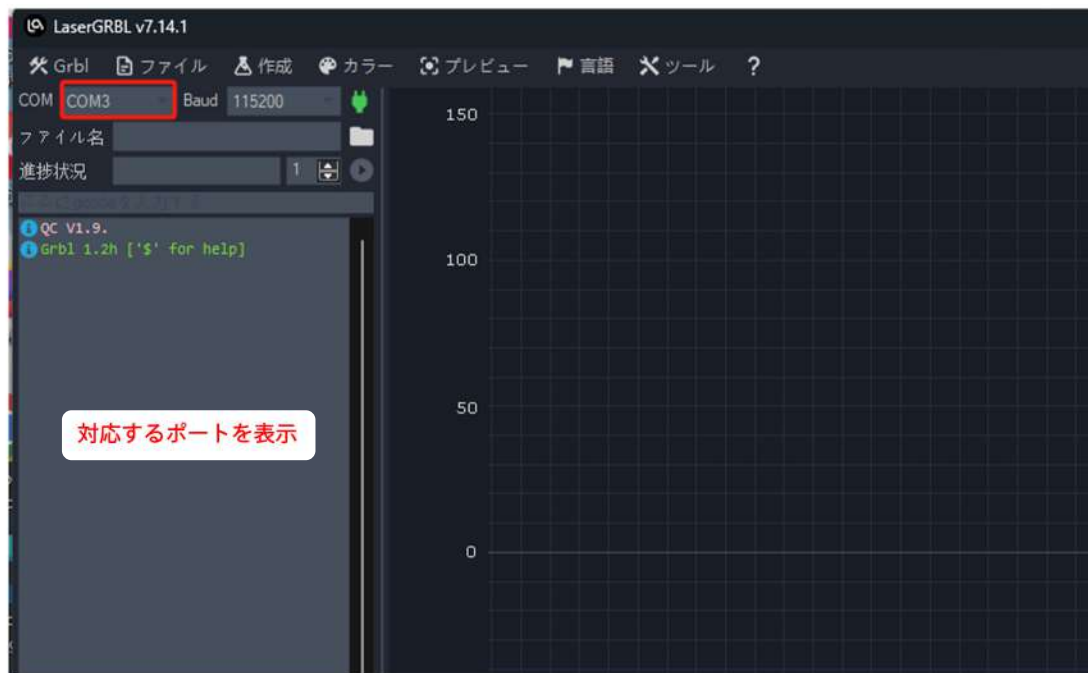 LaserGRBL v7.14.1
Grbl ファイル 作成 カラー プレビュー 言語 ツール ?
COM COM3 Baud 115200
ファイル名
進捗状況 1
QC V1.9.
Grbl 1.2h ['$' for help]
対応するポートを表示
150
100
50
0